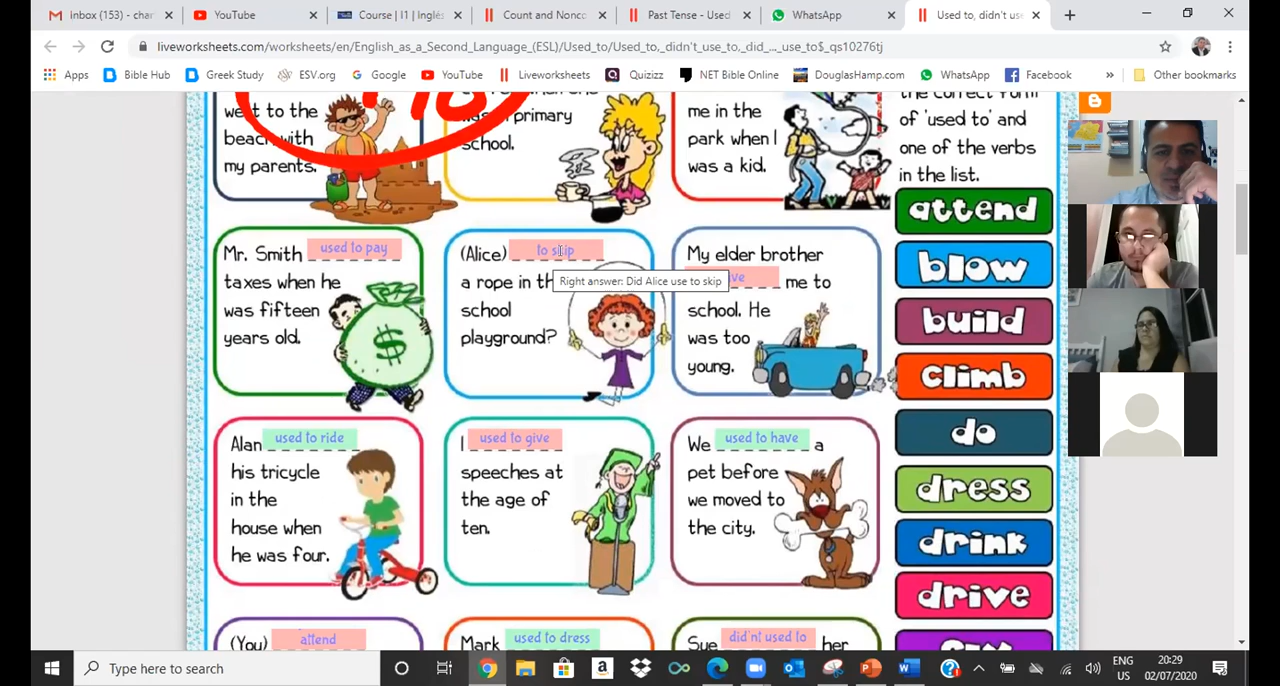 inbox (153) - char
YouTube
Course | I1 | Inglés
Count and Nonco
Past Tense - Used
WhatsApp
Used to, didn't use
liveworksheets.com/worksheets/en/English_as_a_Second_Language_(ESL)/Used_to/Used_to,_didn't_use_to,_did_..._use_to$_qs10276tj
Apps
Bible Hub
Greek Study
ESV.org
Google
YouTube
Liveworksheets
Quizizz
NET Bible Online
DouglasHamp.com
WhatsApp
Facebook
»
Other bookmarks
went to the
beach with
my parents.
primary
school.
me in the
park when I
was a kid.
the correct form
of 'used to' and
one of the verbs
in the list.
Mr. Smith used to pay
taxes when he
was fifteen
years old.
$
(Alice) to skip
a rope in th
school
playground?
Right answer: Did Alice use to skip
My elder brother
ve me to
school. He
was too
young.
Alan used to ride
his tricycle
in the
house when
he was four.
I used to give
speeches at
the age of
ten.
We used to have a
pet before
we moved to
the city.
(You) attend
Mark used to dress
Sue did'nt used to her
attend
blow
build
climb
do
dress
drink
drive
Type here to search
ENG
US
20:29
02/07/2020